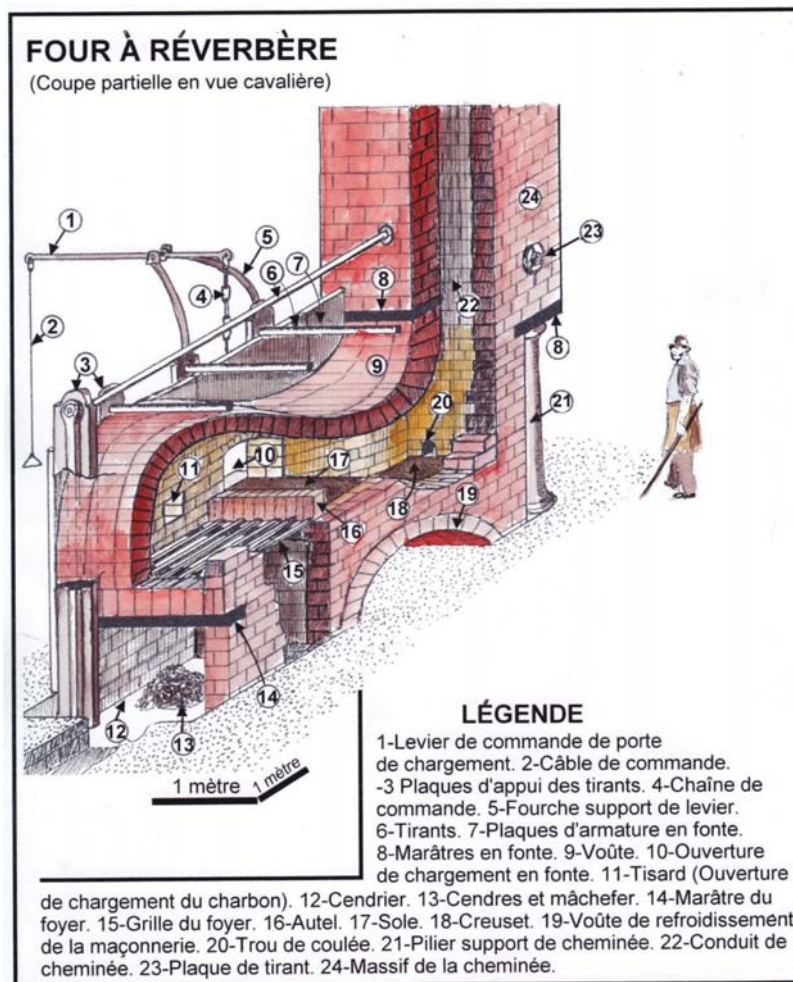 FOUR À RÉVERBÈRE
(Coupe partielle en vue cavalière)
1
2
3
4
5
6
7
8
9
10
11
12
13
14
15
16
17
18
19
20
21
22
23
24
8
1 mètre
1 mètre
LÉGENDE
1-Levier de commande de porte
de chargement. 2-Câble de commande.
-3 Plaques d'appui des tirants. 4-Chaîne de
commande. 5-Fourche support de levier.
6-Tirants. 7-Plaques d'armature en fonte.
8-Marâtres en fonte. 9-Voûte. 10-Ouverture
de chargement en fonte. 11-Tisard (Ouverture
de chargement du charbon). 12-Cendrier. 13-Cendres et mâchefer. 14-Marâtre du
foyer. 15-Grille du foyer. 16-Autel. 17-Sole. 18-Creuset. 19-Voûte de refroidissement
de la maçonnerie. 20-Trou de coulée. 21-Pilier support de cheminée. 22-Conduit de
cheminée. 23-Plaque de tirant. 24-Massif de la cheminée.